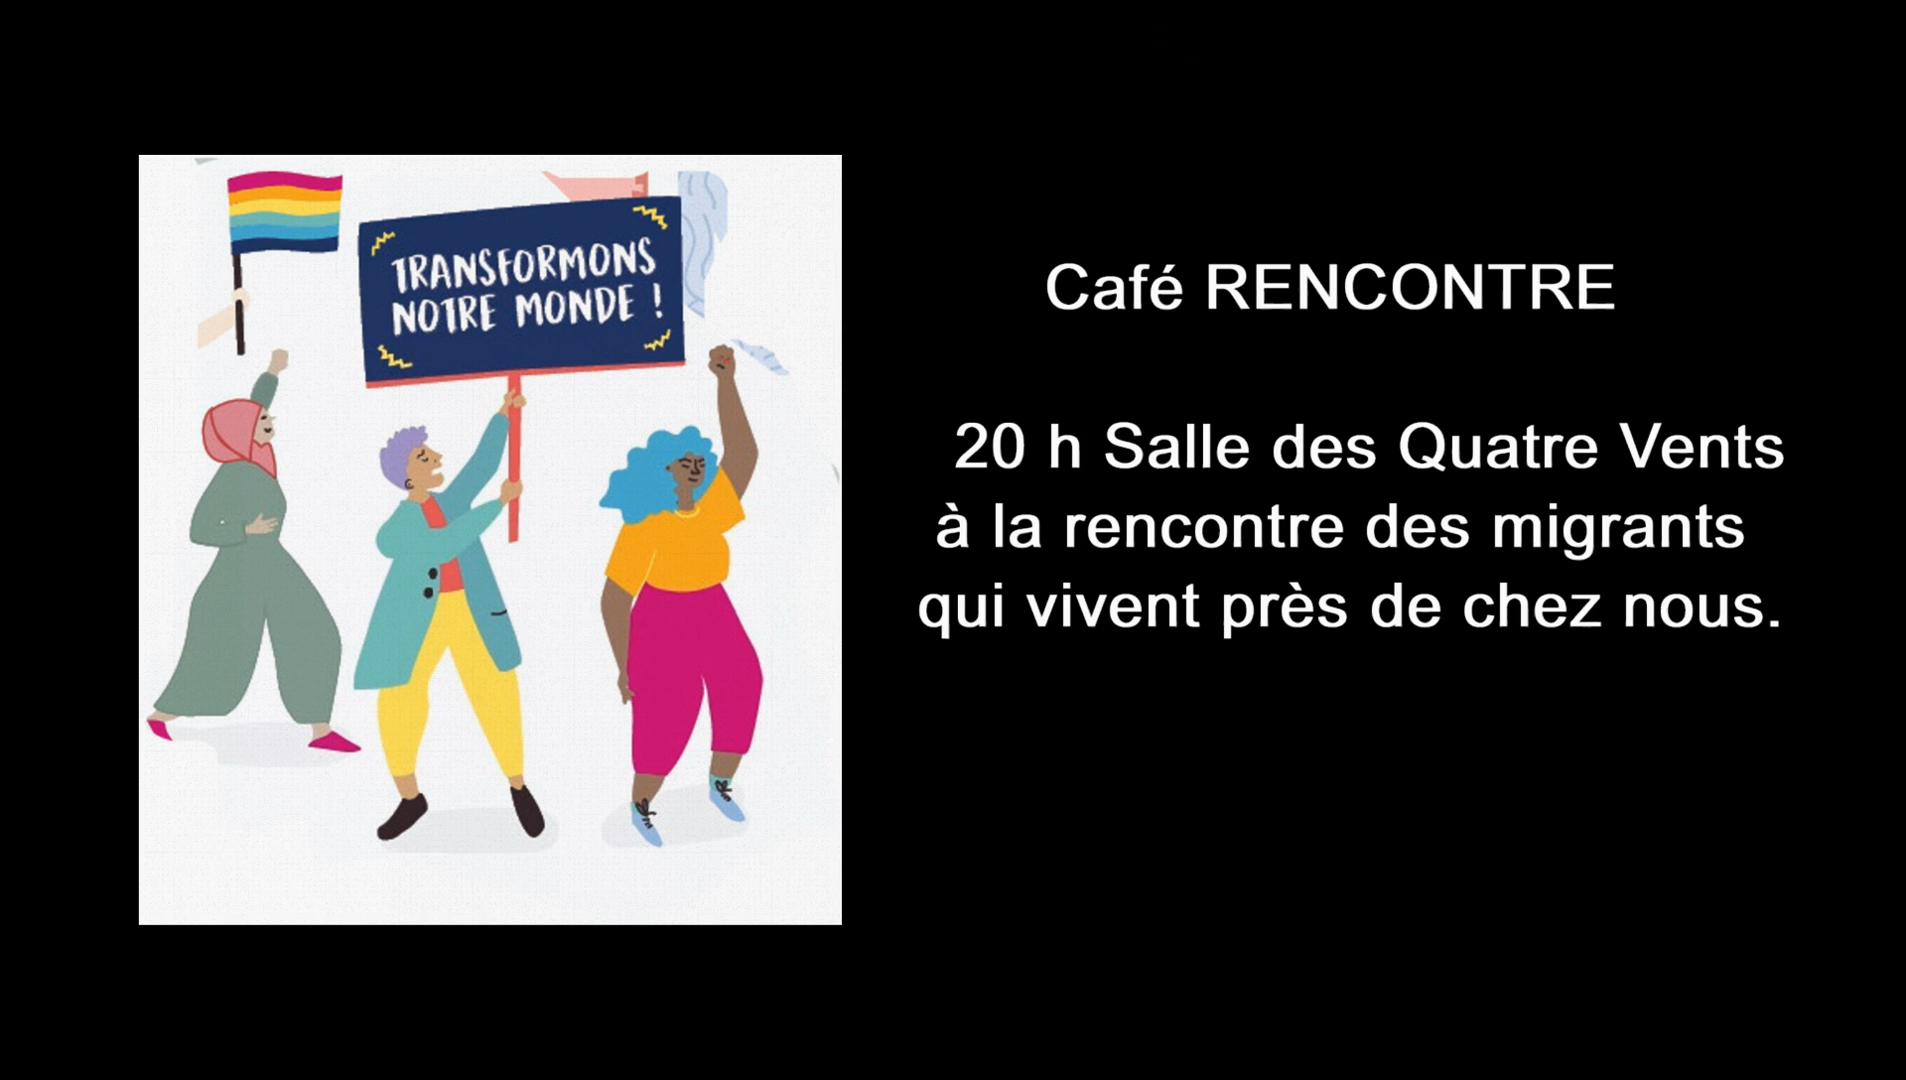 TRANSFORMONS
NOTRE MONDE !
Café RENCONTRE
20 h Salle des Quatre Vents
à la rencontre des migrants
qui vivent près de chez nous.